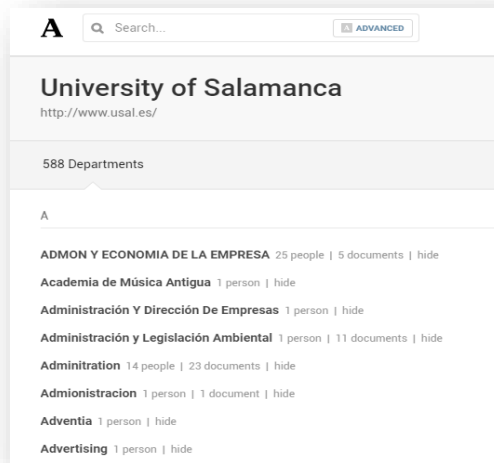 A Search... A ADVANCED
University of Salamanca
http://www.usal.es/
588 Departments
A
ADMON Y ECONOMIA DE LA EMPRESA 25 people | 5 documents | hide
Academia de Música Antigua 1 person | hide
Administración Y Dirección De Empresas 1 person | hide
Administración y Legislación Ambiental 1 person | 11 documents | hide
Adminitration 14 people | 23 documents | hide
Admionistracion 1 person | 1 document | hide
Adventia 1 person | hide
Advertising 1 person | hide